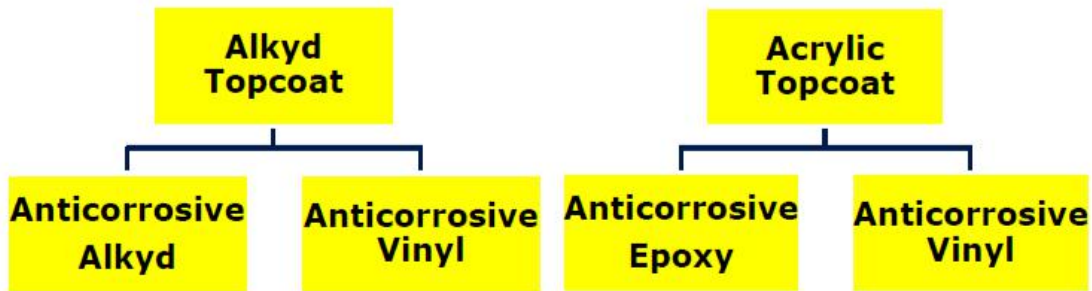 Alkyd
Topcoat
Acrylic
Topcoat
Anticorrosive
Alkyd
Anticorrosive
Vinyl
Anticorrosive
Epoxy
Anticorrosive
Vinyl